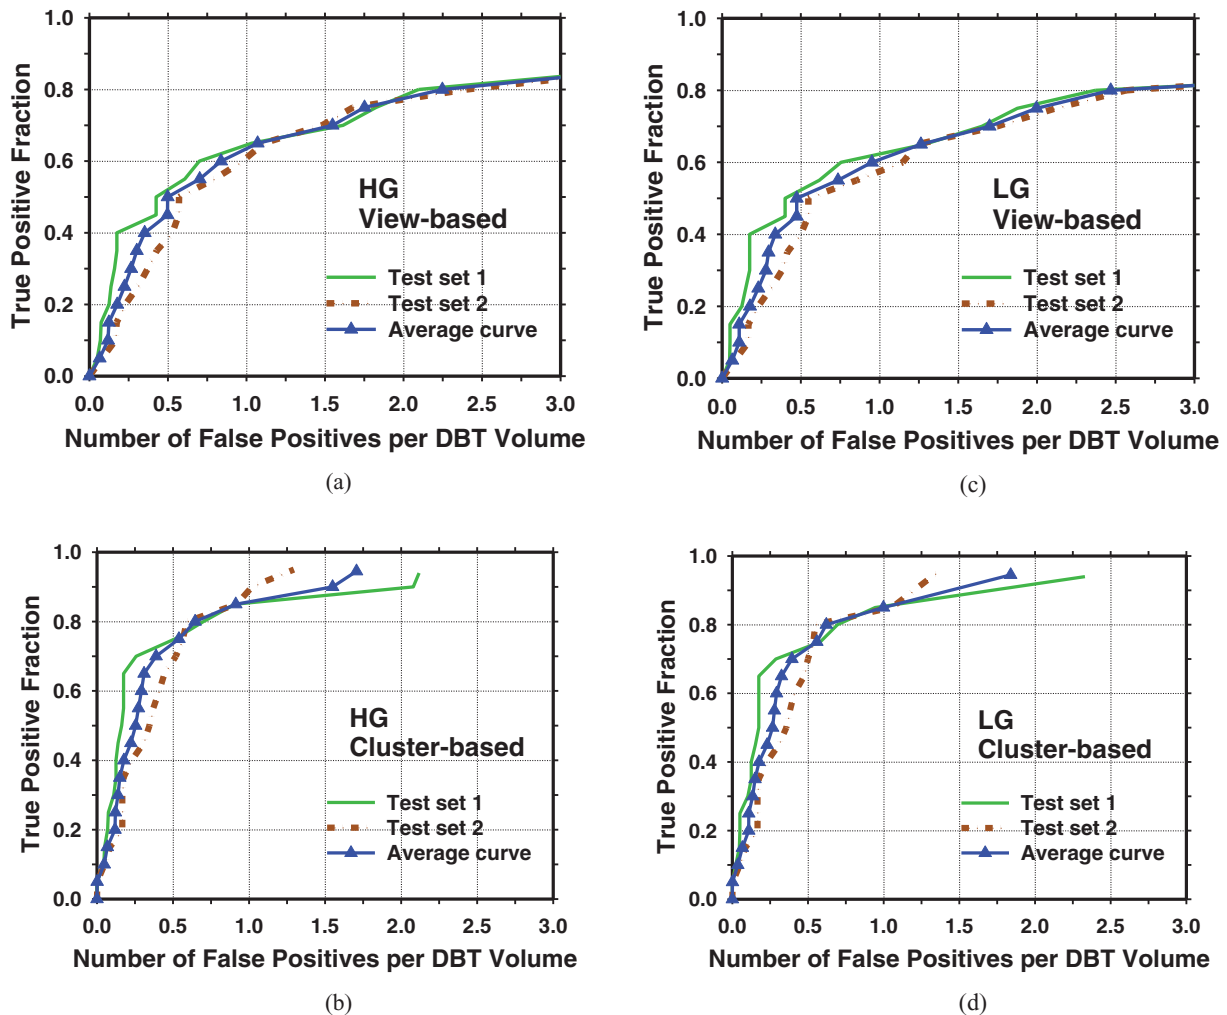 1.0
0.8
0.6
0.4
0.2
0.0
True Positive Fraction
HG
View-based
Test set 1
Test set 2
Average curve
0.0 0.5 1.0 1.5 2.0 2.5 3.0
Number of False Positives per DBT Volume
(a)
1.0
0.8
0.6
0.4
0.2
0.0
True Positive Fraction
LG
View-based
Test set 1
Test set 2
Average curve
0.0 0.5 1.0 1.5 2.0 2.5 3.0
Number of False Positives per DBT Volume
(c)
1.0
0.8
0.6
0.4
0.2
0.0
True Positive Fraction
HG
Cluster-based
Test set 1
Test set 2
Average curve
0.0 0.5 1.0 1.5 2.0 2.5 3.0
Number of False Positives per DBT Volume
(b)
1.0
0.8
0.6
0.4
0.2
0.0
True Positive Fraction
LG
Cluster-based
Test set 1
Test set 2
Average curve
0.0 0.5 1.0 1.5 2.0 2.5 3.0
Number of False Positives per DBT Volume
(d)